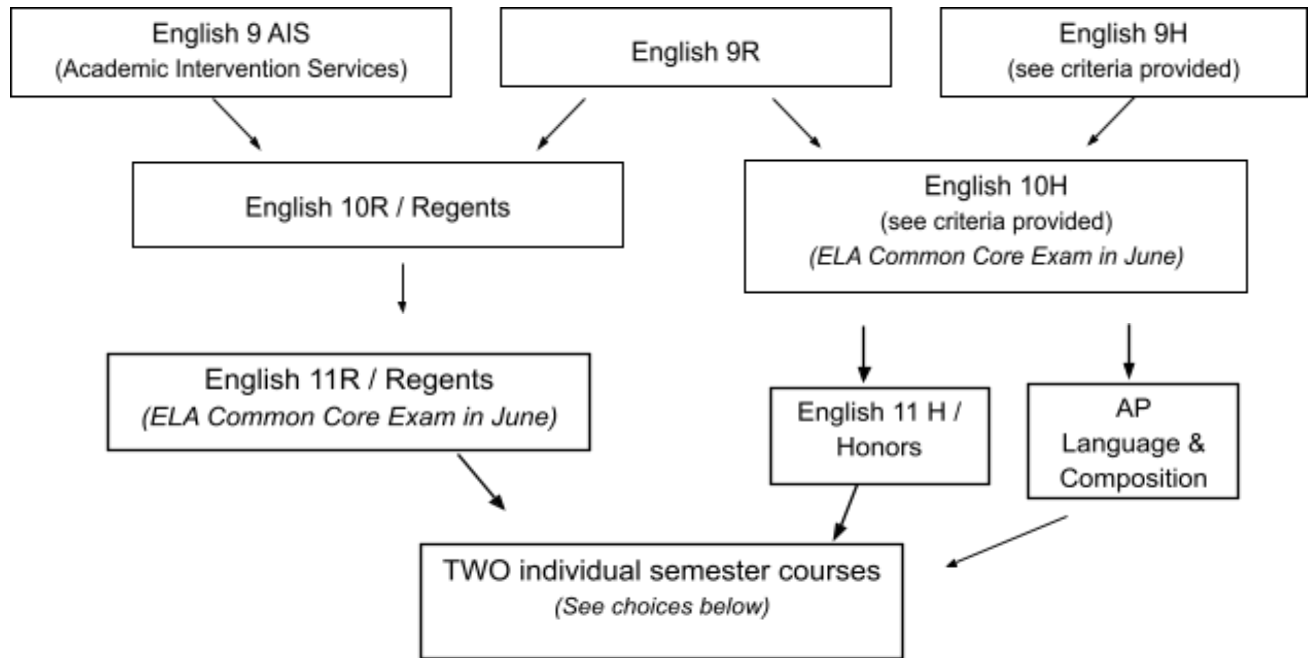 English 9 AIS
(Academic Intervention Services)
English 9R
English 9H
(see criteria provided)
English 10R / Regents
English 10H
(see criteria provided)
(ELA Common Core Exam in June)
English 11R / Regents
(ELA Common Core Exam in June)
English 11 H /
Honors
AP
Language &
Composition
TWO individual semester courses
(See choices below)